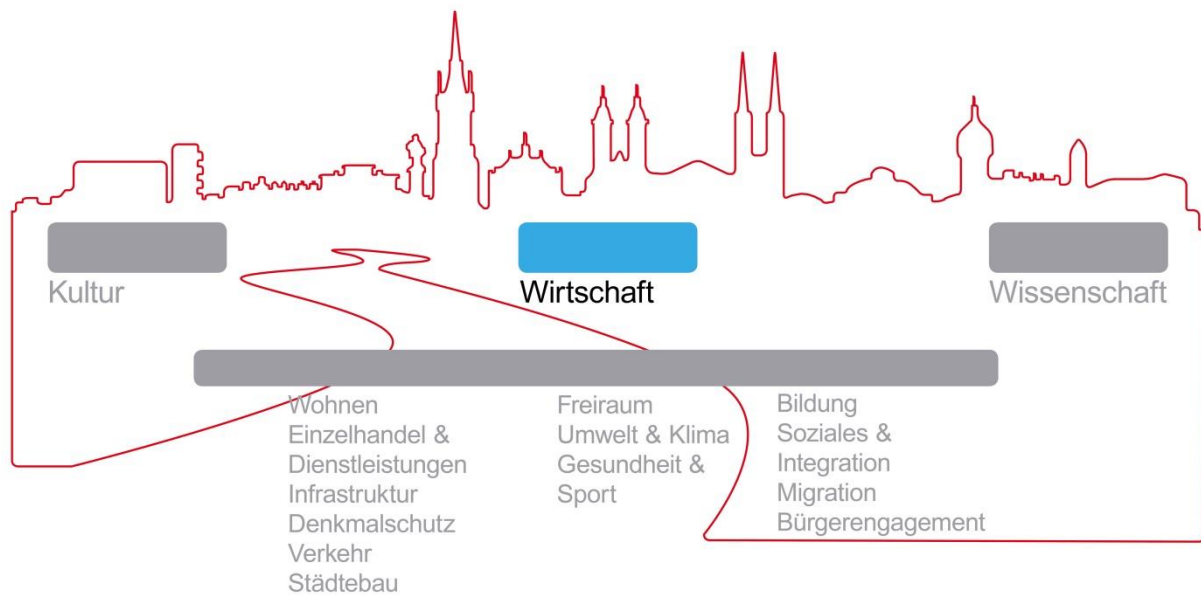 Kultur
Wirtschaft
Wissenschaft
Wohnen
Einzelhandel &
Dienstleistungen
Infrastruktur
Denkmalschutz
Verkehr
Städtebau
Freiraum
Umwelt & Klima
Gesundheit &
Sport
Bildung
Soziales &
Integration
Migration
Bürgerengagement